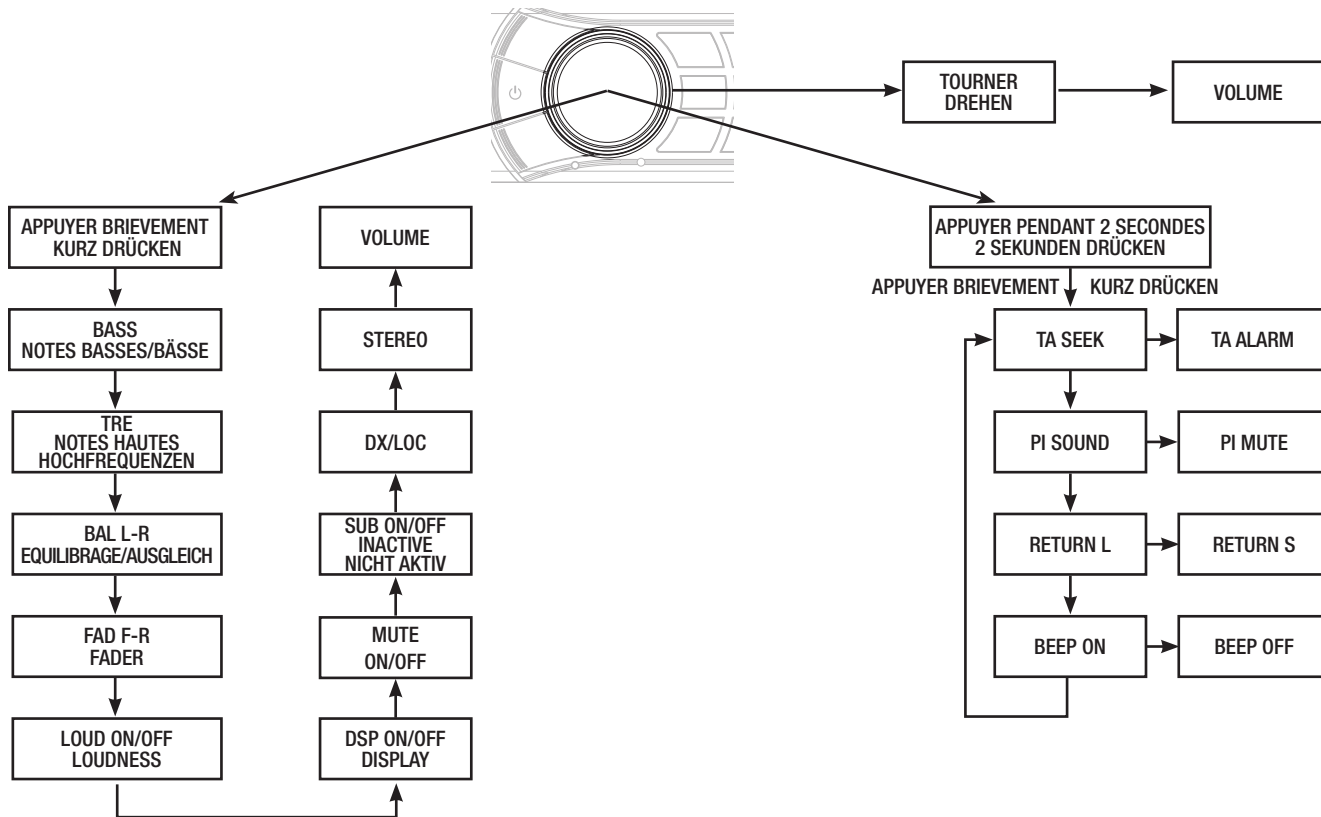 TOURNER
DREHEN
VOLUME
APPUYER BRIEVEMENT
KURZ DRÜCKEN
BASS
NOTES BASSES/BÄSSE
TRE
NOTES HAUTES
HOCHFREQUENZEN
BAL L-R
EQUILIBRAGE/AUSGLEICH
FAD F-R
FADER
LOUD ON/OFF
LOUDNESS
VOLUME
STEREO
DX/LOC
SUB ON/OFF
INACTIVE
NICHT AKTIV
MUTE
ON/OFF
DSP ON/OFF
DISPLAY
APPUYER PENDANT 2 SECONDES
2 SEKUNDEN DRÜCKEN
APPUYER BRIEVEMENT
KURZ DRÜCKEN
TA SEEK
TA ALARM
PI SOUND
PI MUTE
RETURN L
RETURN S
BEEP ON
BEEP OFF